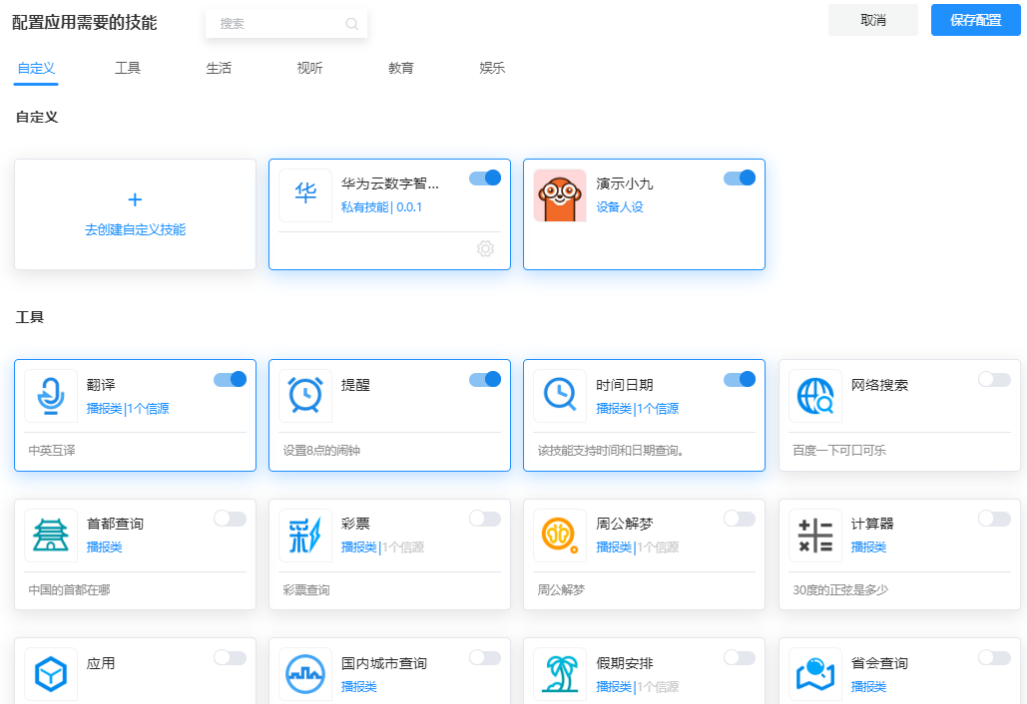 配置应用需要的技能
搜索
取消
保存配置
自定义
工具
生活
视听
教育
娱乐
自定义
+
去创建自定义技能
华
华为云数字智...
私有技能| 0.0.1
演示小九
设备人设
工具
翻译
播报类|1个信源
中英互译
提醒
设置8点的闹钟
时间日期
播报类|1个信源
该技能支持时间和日期查询。
网络搜索
百度一下可口可乐
首都查询
播报类
中国的首都在哪
彩
彩票
播报类|1个信源
彩票查询
周公解梦
播报类|1个信源
周公解梦
计算器
播报类
30度的正弦是多少
应用
国内城市查询
播报类
假期安排
播报类|1个信源
省会查询
播报类